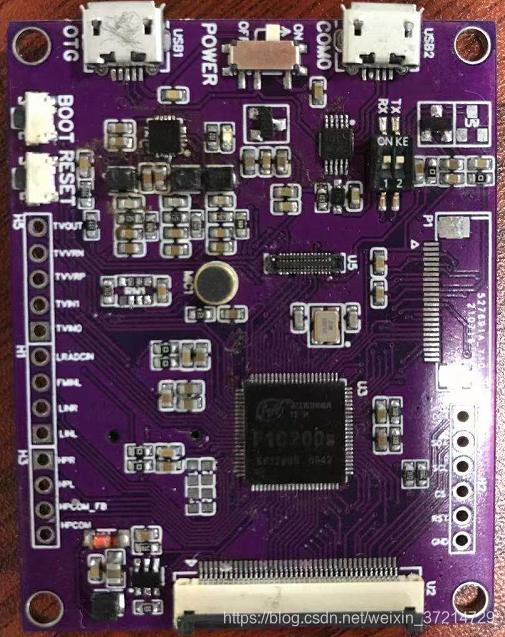 OTG
USB1
POWER
OFF
ON
COM0
USB2
BOOT
RESET
RX
TX
ON KE
1 2
H5
TVOUT
TVVRN
TVVRP
TVIN1
TVIN0
H1
LRADCIN
FMINL
LINR
LINL
H3
HPR
HPL
HPCOM_FB
HPCOM
MIC1
U5
P1
U3
F1C200s
H2
RST
GND
U2
https://blog.csdn.net/weixin_37214729